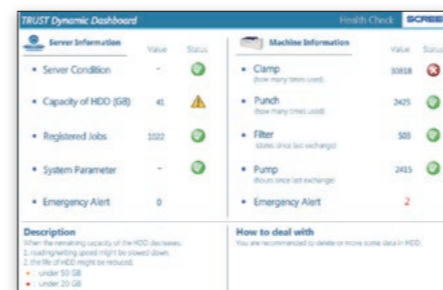 TRUST Dynamic Dashboard
Health Check
SCREEN
Server Information
Value
Status
Server Condition
-
Capacity of HDD (GB)
41
Registered Jobs
1022
System Parameter
-
Emergency Alert
0
Machine Information
Value
Status
Clamp
(how many times used)
30818
Punch
(how many times used)
2425
Filter
(dates since last exchange)
503
Pump
(hours since last exchange)
2415
Emergency Alert
2
Description
When the remaining capacity of the HDD decreases,
1. reading/writing speed might be slowed down.
2. the life of HDD might be reduced.
: under 50 GB
: under 20 GB
How to deal with
You are recommended to delete or move some data in HDD.